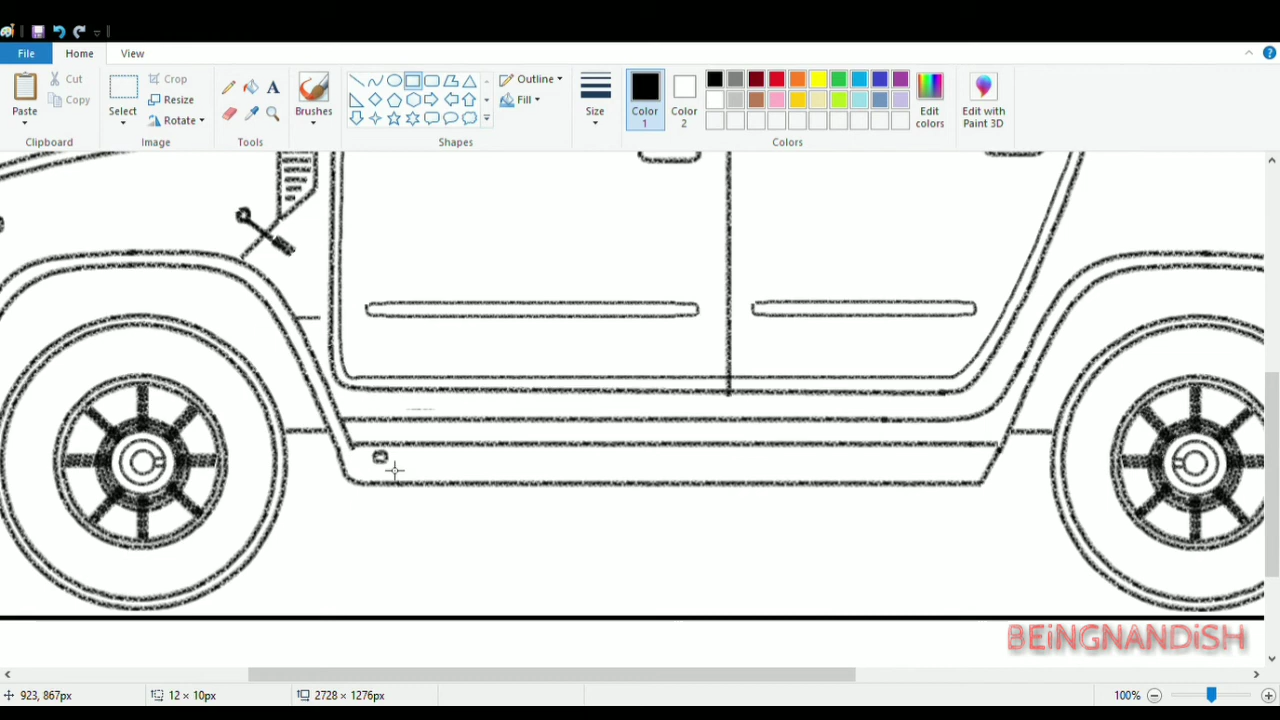 File Home View
Paste
Cut
Copy
Clipboard
Select
Crop
Resize
Rotate
Image
A
Tools
Brushes
Shapes
Outline
Fill
Size
Color 1
Color 2
Edit colors
Colors
Edit with Paint 3D
BEiNGNANDiSH
923, 867px 12 × 10px 2728 × 1276px 100%